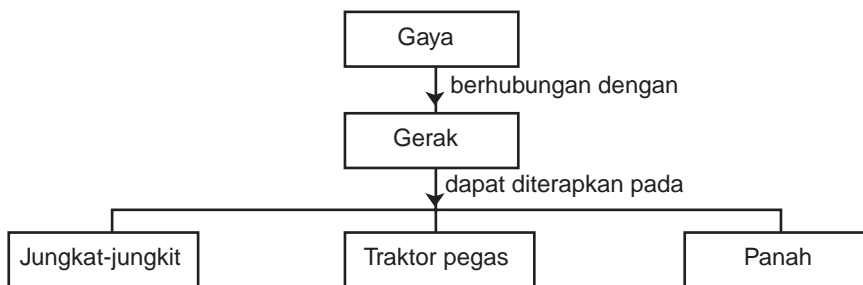 Gaya
berhubungan dengan
Gerak
dapat diterapkan pada
Jungkat-jungkit
Traktor pegas
Panah